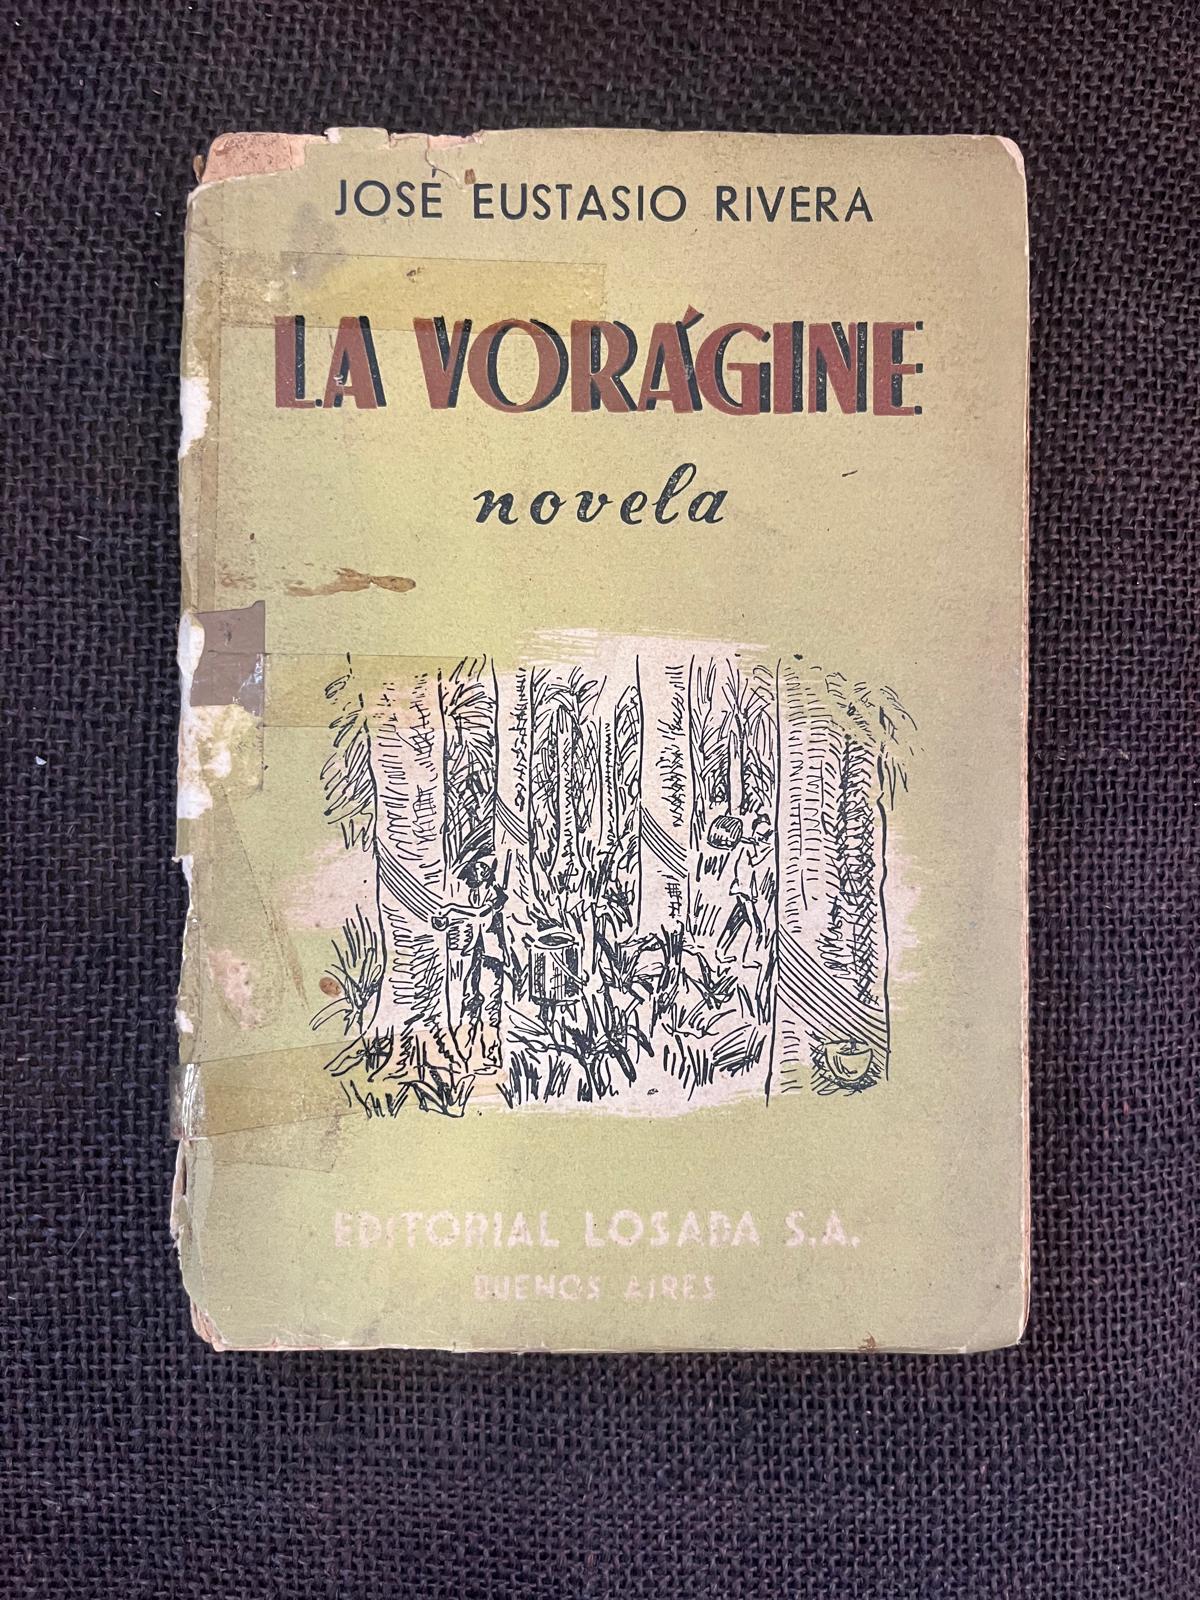 JOSÉ EUSTASIO RIVERA
LA VORÁGINE
novela
EDITORIAL LOSADA S.A.
BUENOS AIRES